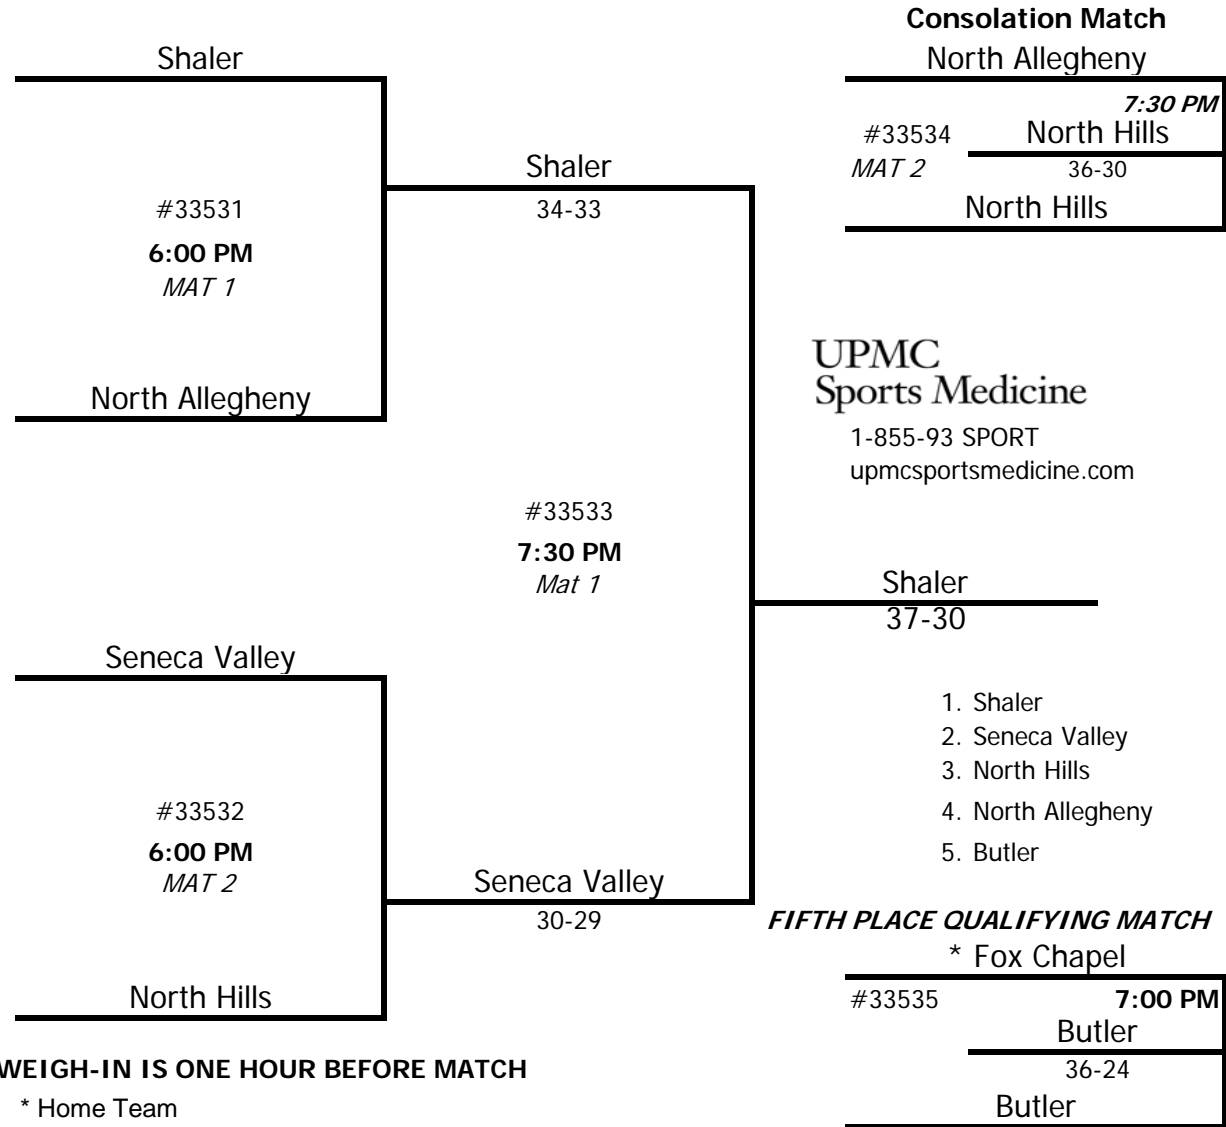 Consolation Match
Shaler
North Allegheny
7:30 PM
#33534 North Hills
MAT 2 36-30
North Hills
Shaler
34-33
#33531
6:00 PM
MAT 1
North Allegheny
UPMC
Sports Medicine
1-855-93 SPORT
upmcsportsmedicine.com
#33533
7:30 PM
Mat 1
Shaler
37-30
Seneca Valley
1. Shaler
2. Seneca Valley
3. North Hills
4. North Allegheny
5. Butler
#33532
6:00 PM
MAT 2
Seneca Valley
30-29
North Hills
FIFTH PLACE QUALIFYING MATCH
* Fox Chapel
#33535 7:00 PM
Butler
36-24
Butler
WEIGH-IN IS ONE HOUR BEFORE MATCH
* Home Team